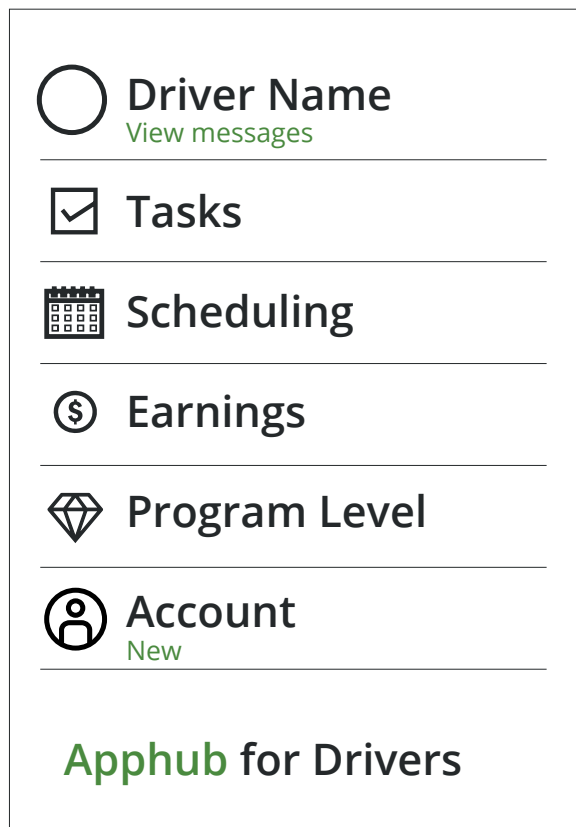 Driver Name
View messages
Tasks
Scheduling
Earnings
Program Level
Account
New
Apphub for Drivers